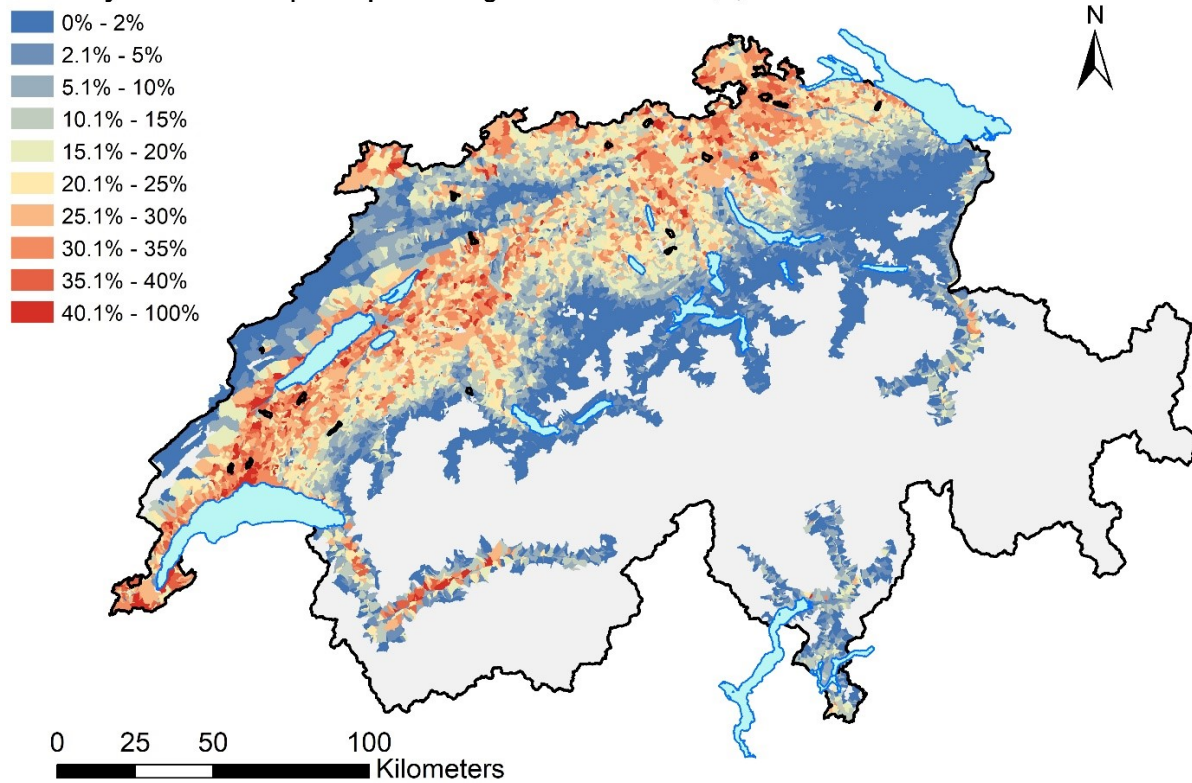 0% - 2%
2.1% - 5%
5.1% - 10%
10.1% - 15%
15.1% - 20%
20.1% - 25%
25.1% - 30%
30.1% - 35%
35.1% - 40%
40.1% - 100%
N
0 25 50 100
Kilometers